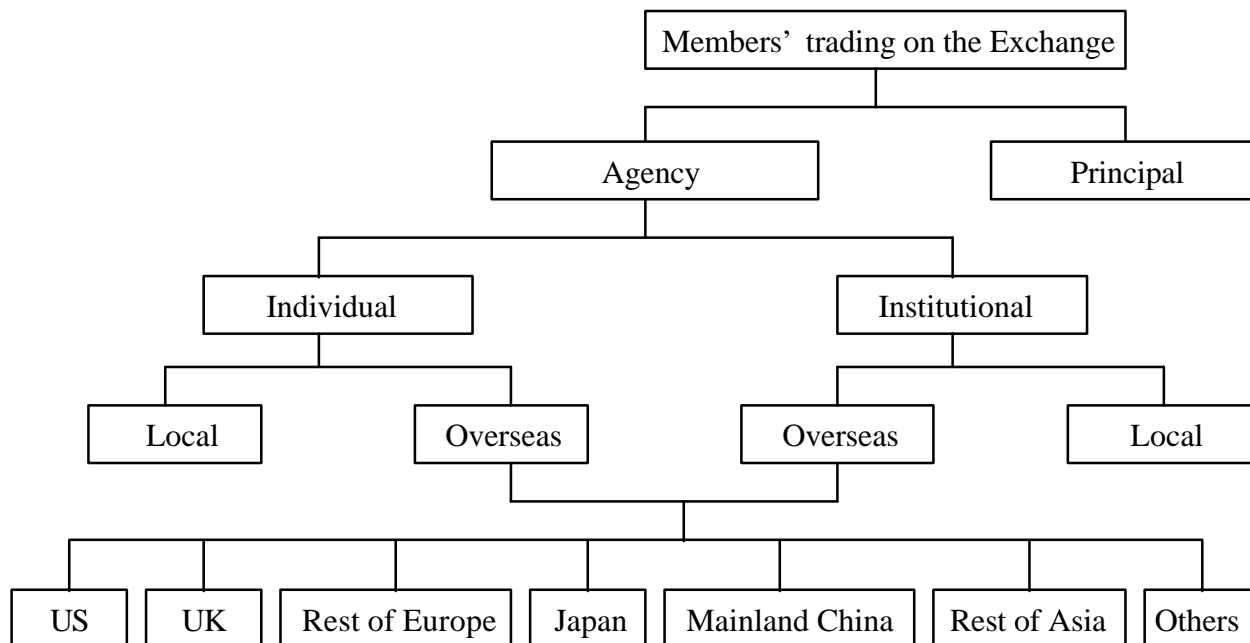 Members’ trading on the Exchange
Agency
Principal
Individual
Institutional
Local
Overseas
Overseas
Local
US
UK
Rest of Europe
Japan
Mainland China
Rest of Asia
Others